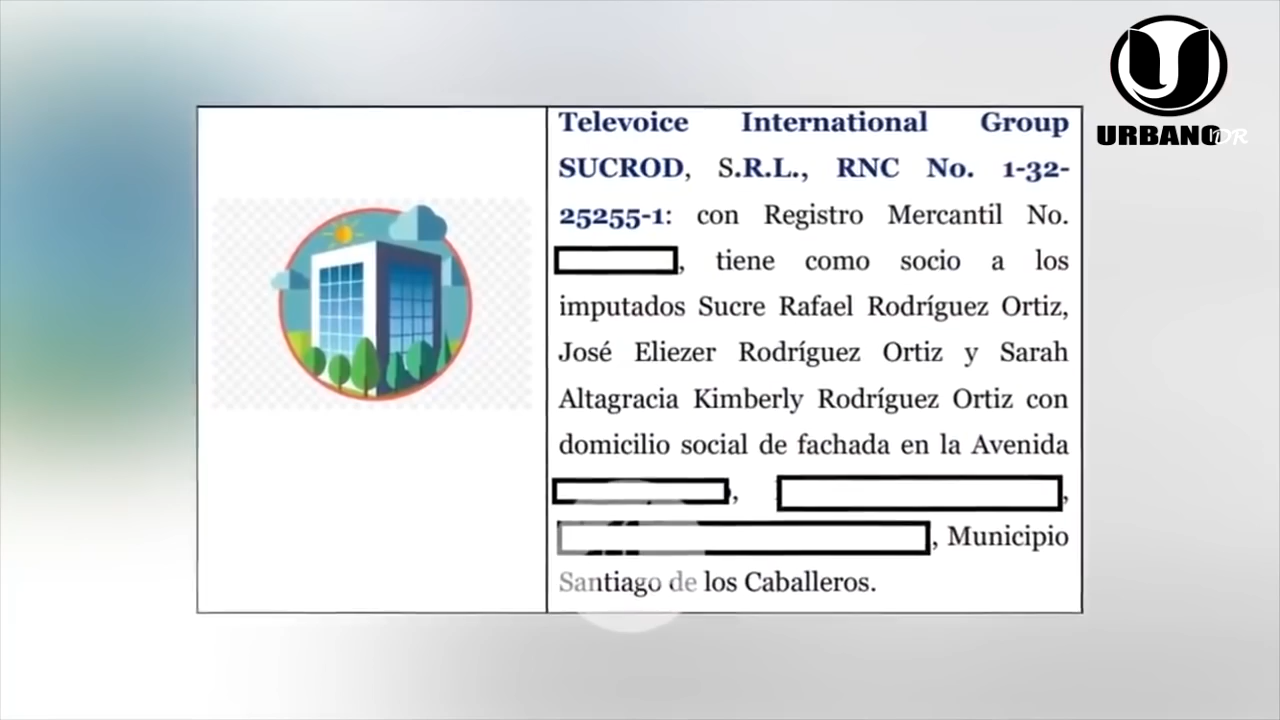 URBANO DR
Televoice International Group
SUCROD, S.R.L., RNC No. 1-32-
25255-1: con Registro Mercantil No.
, tiene como socio a los
imputados Sucre Rafael Rodríguez Ortiz,
José Eliezer Rodríguez Ortiz y Sarah
Altagracia Kimberly Rodríguez Ortiz con
domicilio social de fachada en la Avenida
, ,
, Municipio
Santiago de los Caballeros.